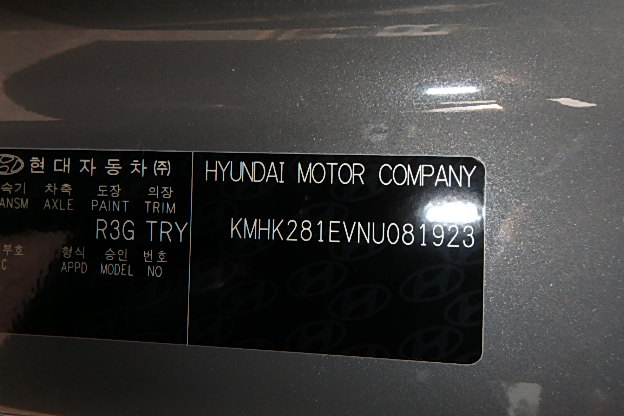 현대자동차(주)
속기 차축 도장 의장
ANSM AXLE PAINT TRIM
R3G TRY
부호 형식 승인 번호
C APPD MODEL NO
HYUNDAI MOTOR COMPANY
KMHK281EVNU081923